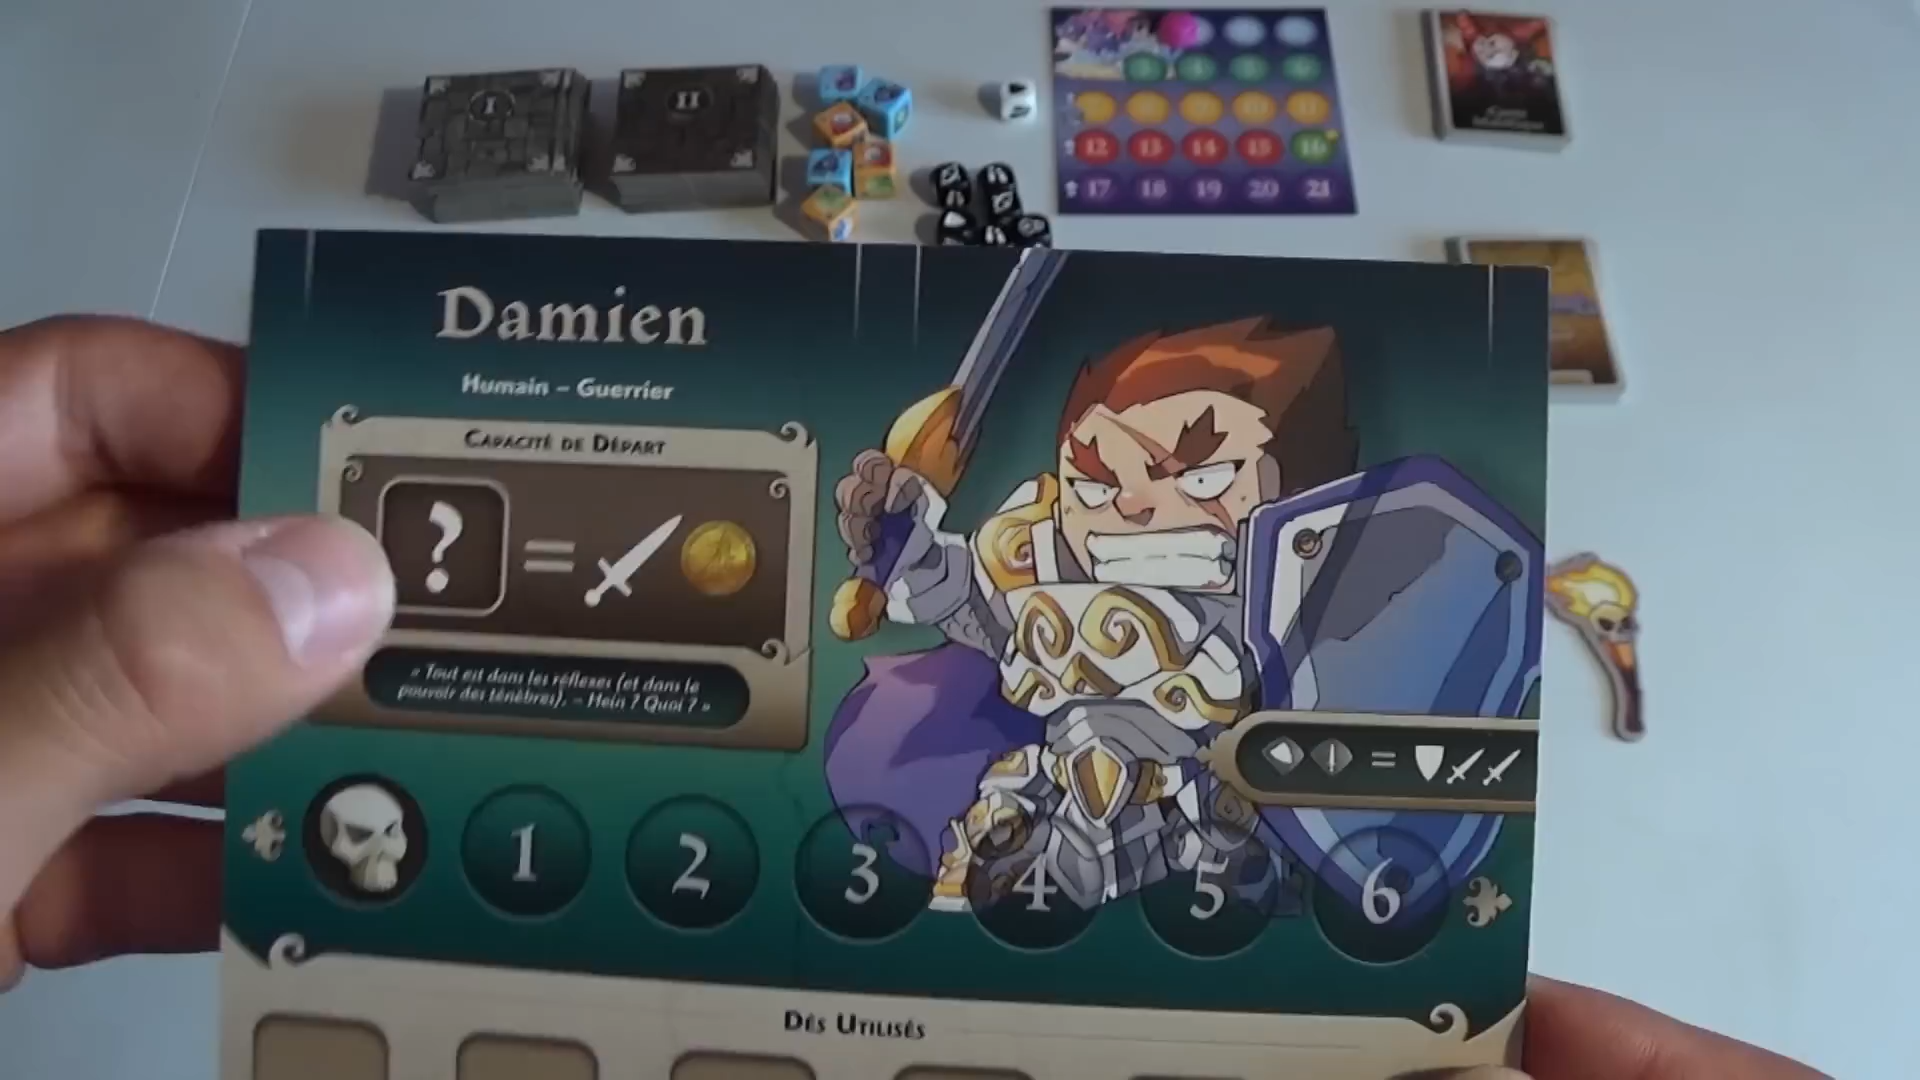 I
II
12 13 14 15 16
17 18 19 20 21
Damien
Humain – Guerrier
Capacité de Départ
? =
« Tout est dans les réflexes (et dans le
pouvoir des ténèbres). – Hein ? Quoi ? »
=
1 2 3 4 5 6
Dés Utilisés